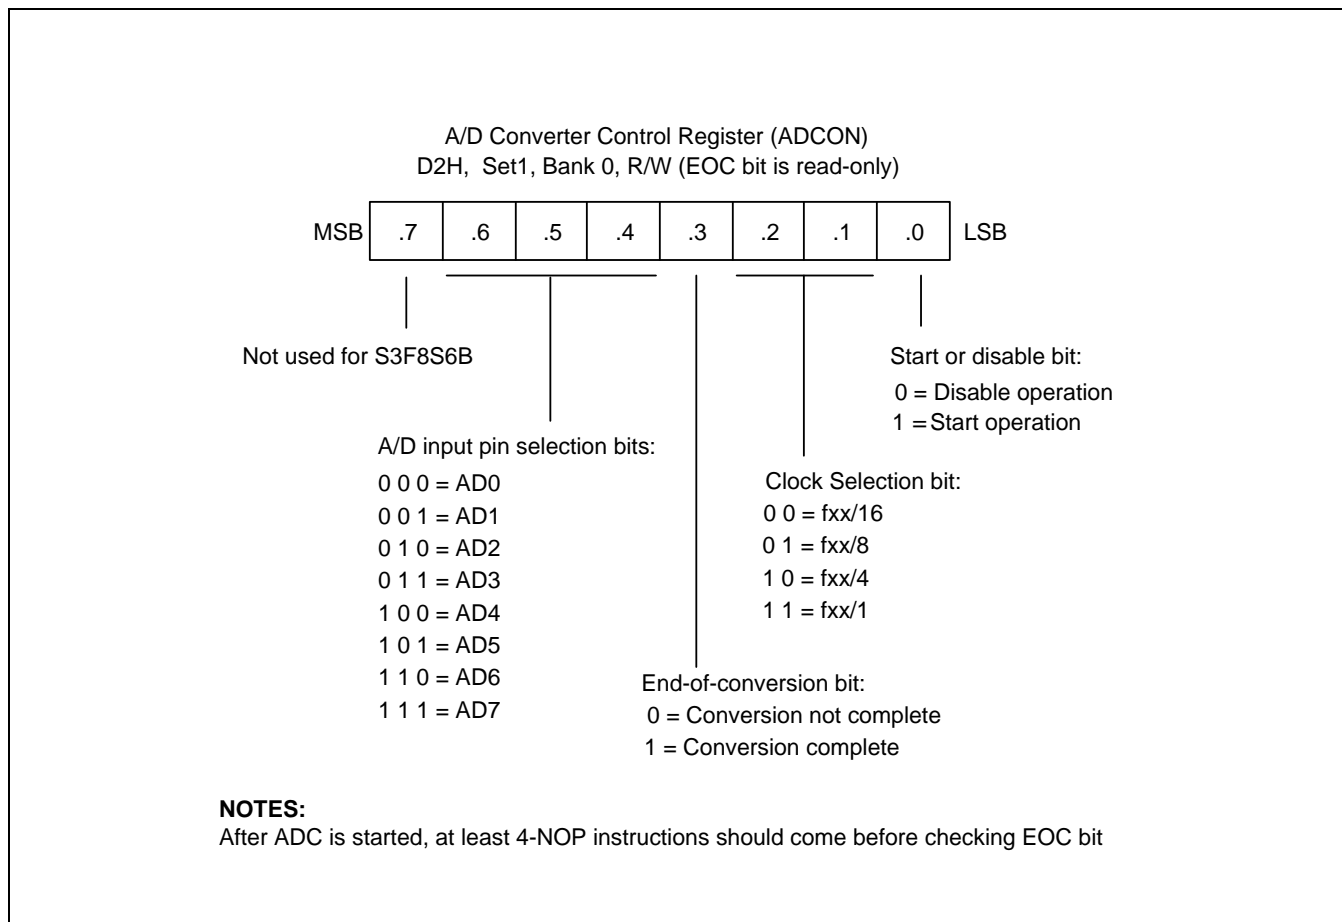 A/D Converter Control Register (ADCON)
D2H, Set1, Bank 0, R/W (EOC bit is read-only)
MSB .7 .6 .5 .4 .3 .2 .1 .0 LSB
Not used for S3F8S6B
A/D input pin selection bits:
0 0 0 = AD0
0 0 1 = AD1
0 1 0 = AD2
0 1 1 = AD3
1 0 0 = AD4
1 0 1 = AD5
1 1 0 = AD6
1 1 1 = AD7
End-of-conversion bit:
0 = Conversion not complete
1 = Conversion complete
Clock Selection bit:
0 0 = fxx/16
0 1 = fxx/8
1 0 = fxx/4
1 1 = fxx/1
Start or disable bit:
0 = Disable operation
1 = Start operation
NOTES:
After ADC is started, at least 4-NOP instructions should come before checking EOC bit